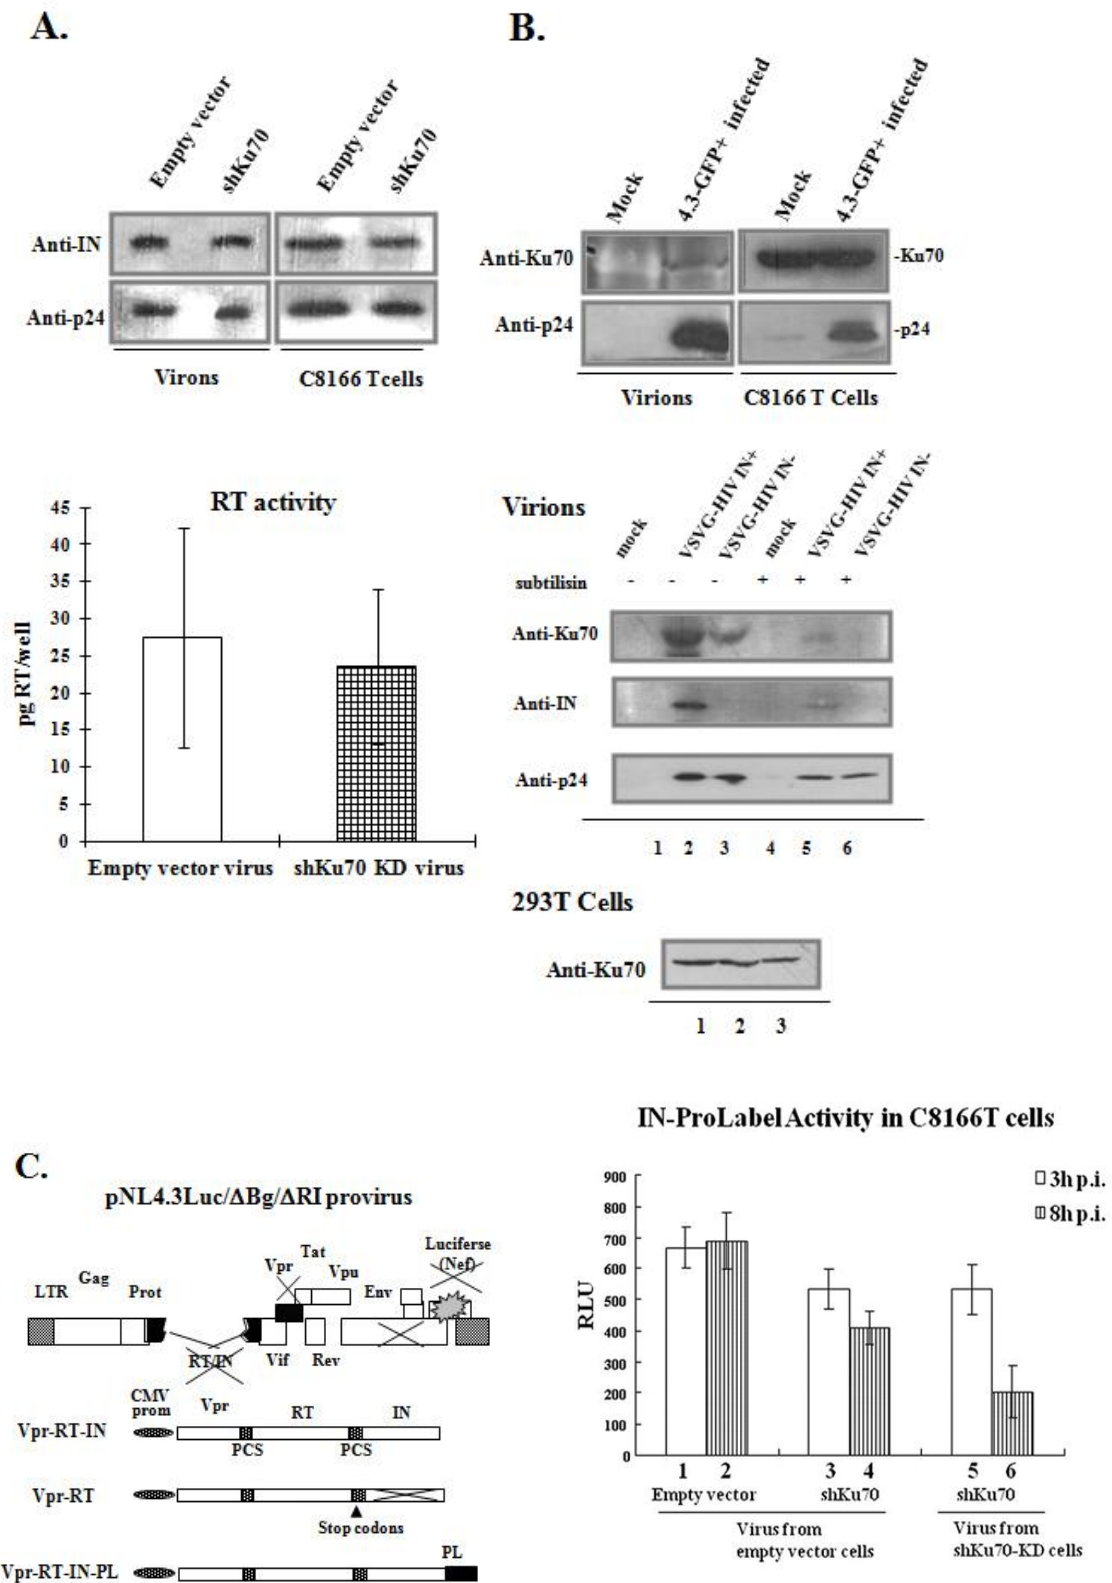 A.
Empty vector
shKu70
Empty vector
shKu70
Anti-IN
Anti-p24
Virons
C8166 Tcells
B.
Mock
4.3-GFP+ infected
Mock
4.3-GFP+ infected
Anti-Ku70
-Ku70
Anti-p24
-p24
Virions
C8166 T Cells
RT activity
pg RT/well
45
40
35
30
25
20
15
10
5
0
Empty vector virus
shKu70 KD virus
Virions
mock
VSVG-HIV IN+
VSVG-HIV IN-
mock
VSVG-HIV IN+
VSVG-HIV IN-
subtilisin - - - + + +
Anti-Ku70
Anti-IN
Anti-p24
1 2 3 4 5 6
293T Cells
Anti-Ku70
1 2 3
C.
pNL4.3Luc/ΔBg/ΔRI provirus
LTR
Gag
Prot
RT/IN
Vpr
Tat
Vpu
Env
Luciferse
(Nef)
Vif
Rev
CMV
prom
Vpr
RT
IN
Vpr-RT-IN
PCS
PCS
Vpr-RT
Stop codons
PL
Vpr-RT-IN-PL
IN-ProLabel Activity in C8166T cells
3h p.i.
8h p.i.
RLU
900
800
700
600
500
400
300
200
100
0
1 2 3 4 5 6
Empty vector
shKu70
shKu70
Virus from
empty vector cells
Virus from
shKu70-KD cells